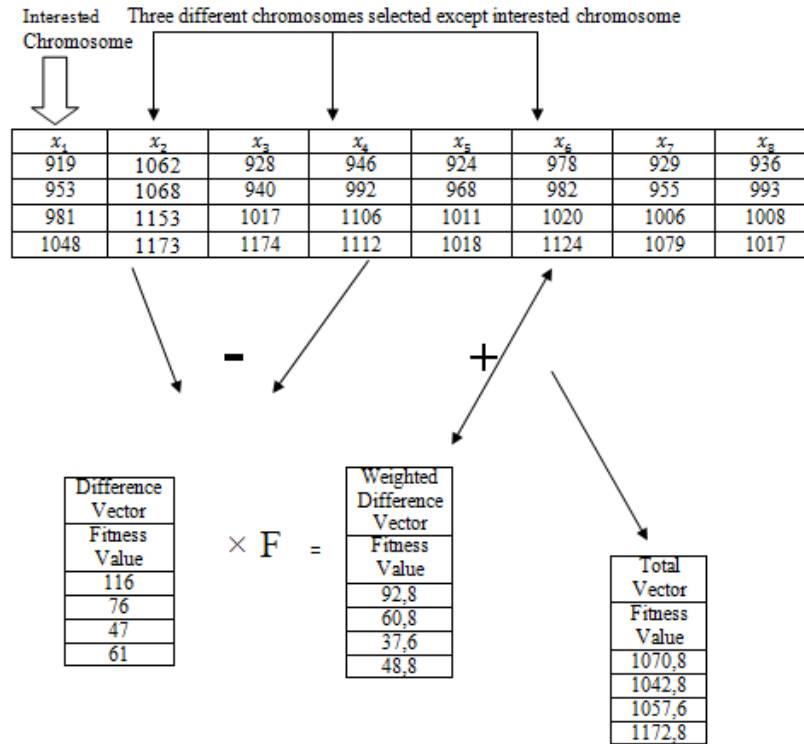 Interested Three different chromosomes selected except interested chromosome
Chromosome
x₁ x₂ x₃ x₄ x₅ x₆ x₇ x₈
919 1062 928 946 924 978 929 936
953 1068 940 992 968 982 955 993
981 1153 1017 1106 1011 1020 1006 1008
1048 1173 1174 1112 1018 1124 1079 1017
- +
Difference
Vector
Fitness
Value
116
76
47
61
× F =
Weighted
Difference
Vector
Fitness
Value
92,8
60,8
37,6
48,8
Total
Vector
Fitness
Value
1070,8
1042,8
1057,6
1172,8